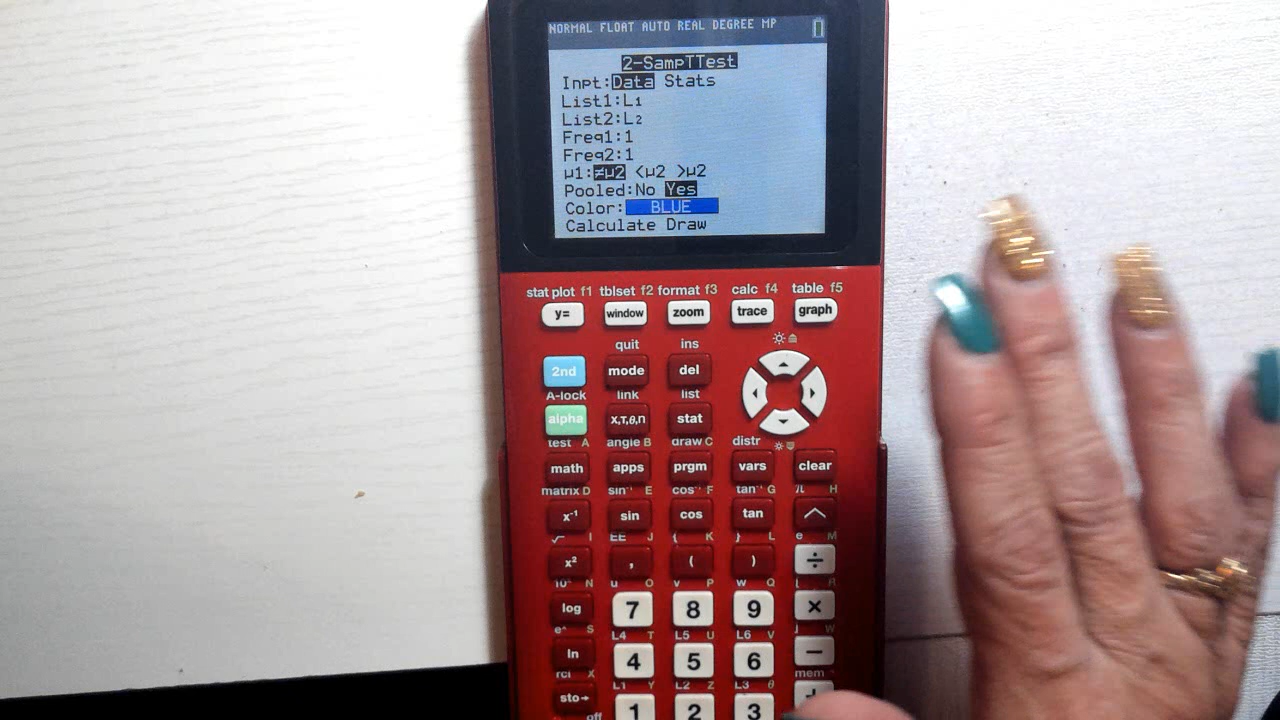 NORMAL FLOAT AUTO REAL DEGREE MP
2-SampTTest
Inpt:Data Stats
List1:L1
List2:L2
Freq1:1
Freq2:1
μ1:≠μ2 <μ2 >μ2
Pooled:No Yes
Color: BLUE
Calculate Draw
stat plot f1 tblset f2 format f3 calc f4 table f5
y= window zoom trace graph
quit ins
2nd mode del
A-lock link list
alpha x,T,θ,n stat
test A angle B draw C distr
math apps prgm vars clear
matrix D sin⁻¹ E cos⁻¹ F tan⁻¹ G π H
x⁻¹ sin cos tan ^
√ I EE J { K } L e M
x² , ( ) ÷
10ˣ N u O v P w Q [ R
log 7 8 9 ×
eˣ S L4 T L5 U L6 V ] W
ln 4 5 6 −
rcl X L1 Y L2 Z L3 θ mem "
sto→ 1 2 3 +
off